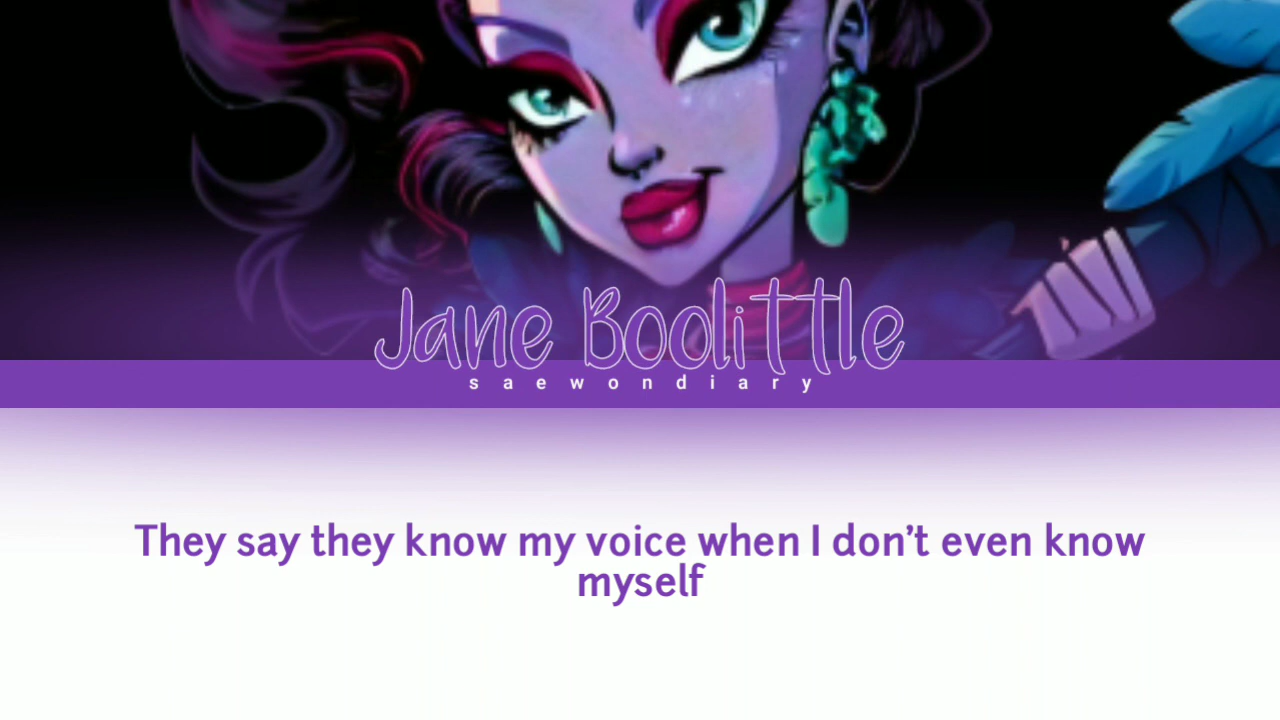 Jane Boolittle
saewondiary
They say they know my voice when I don’t even know
myself